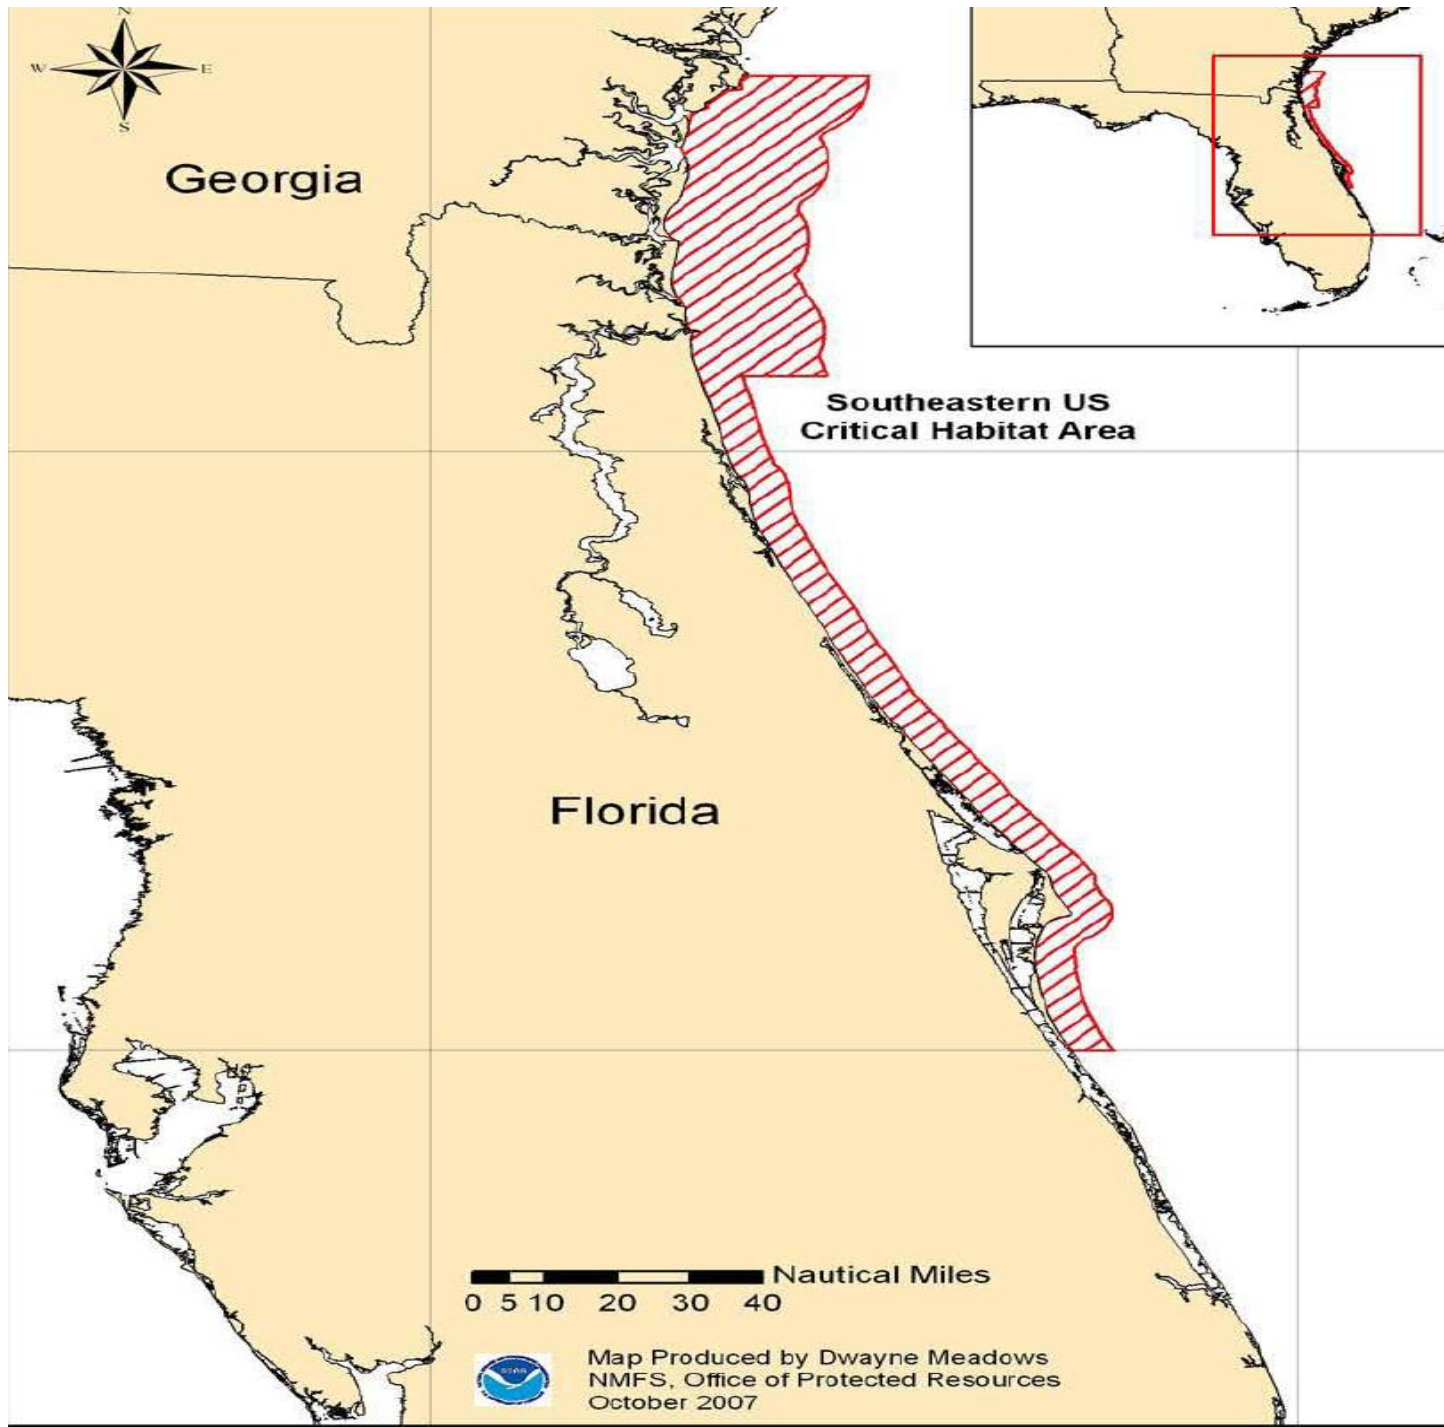 N
W E
S
Georgia
Southeastern US
Critical Habitat Area
Florida
Nautical Miles
0 5 10 20 30 40
NOAA
Map Produced by Dwayne Meadows
NMFS, Office of Protected Resources
October 2007